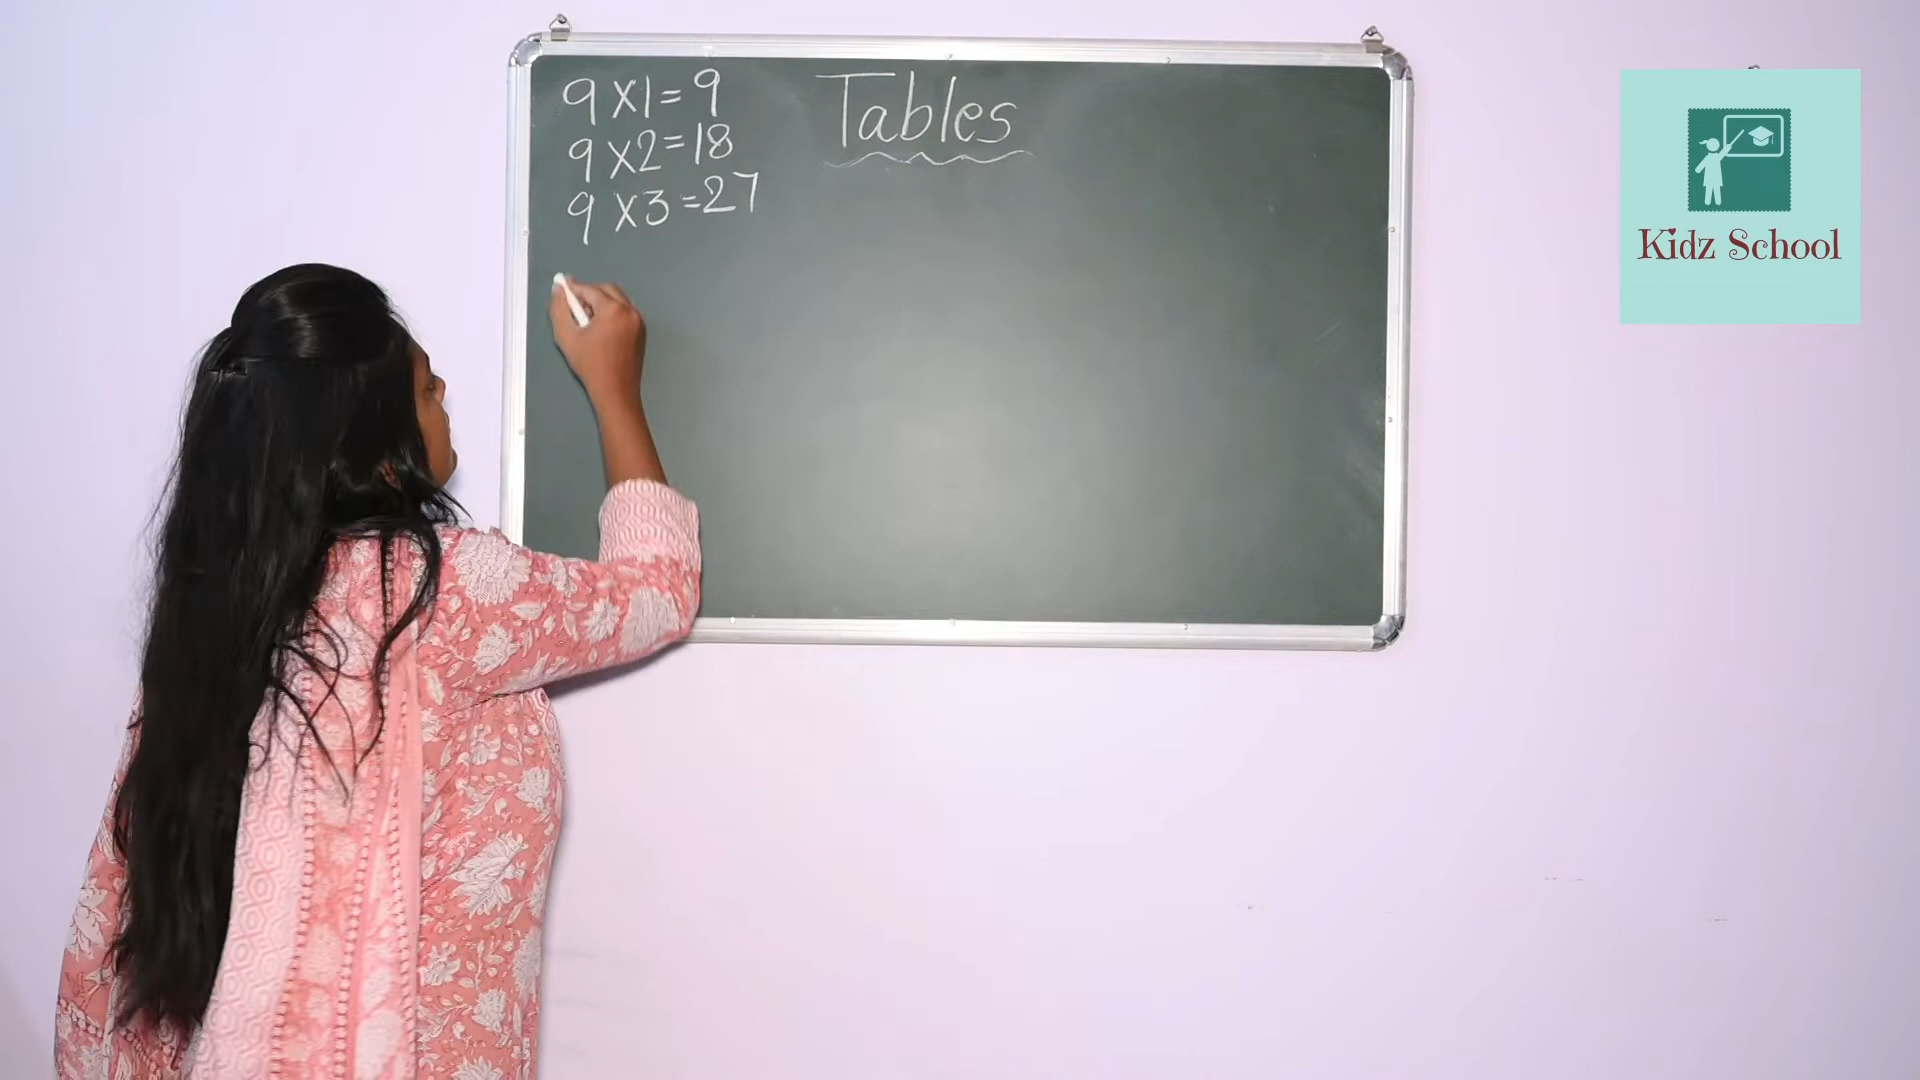 9 X 1 = 9
9 X 2 = 18
9 X 3 = 27
Tables
Kidz School